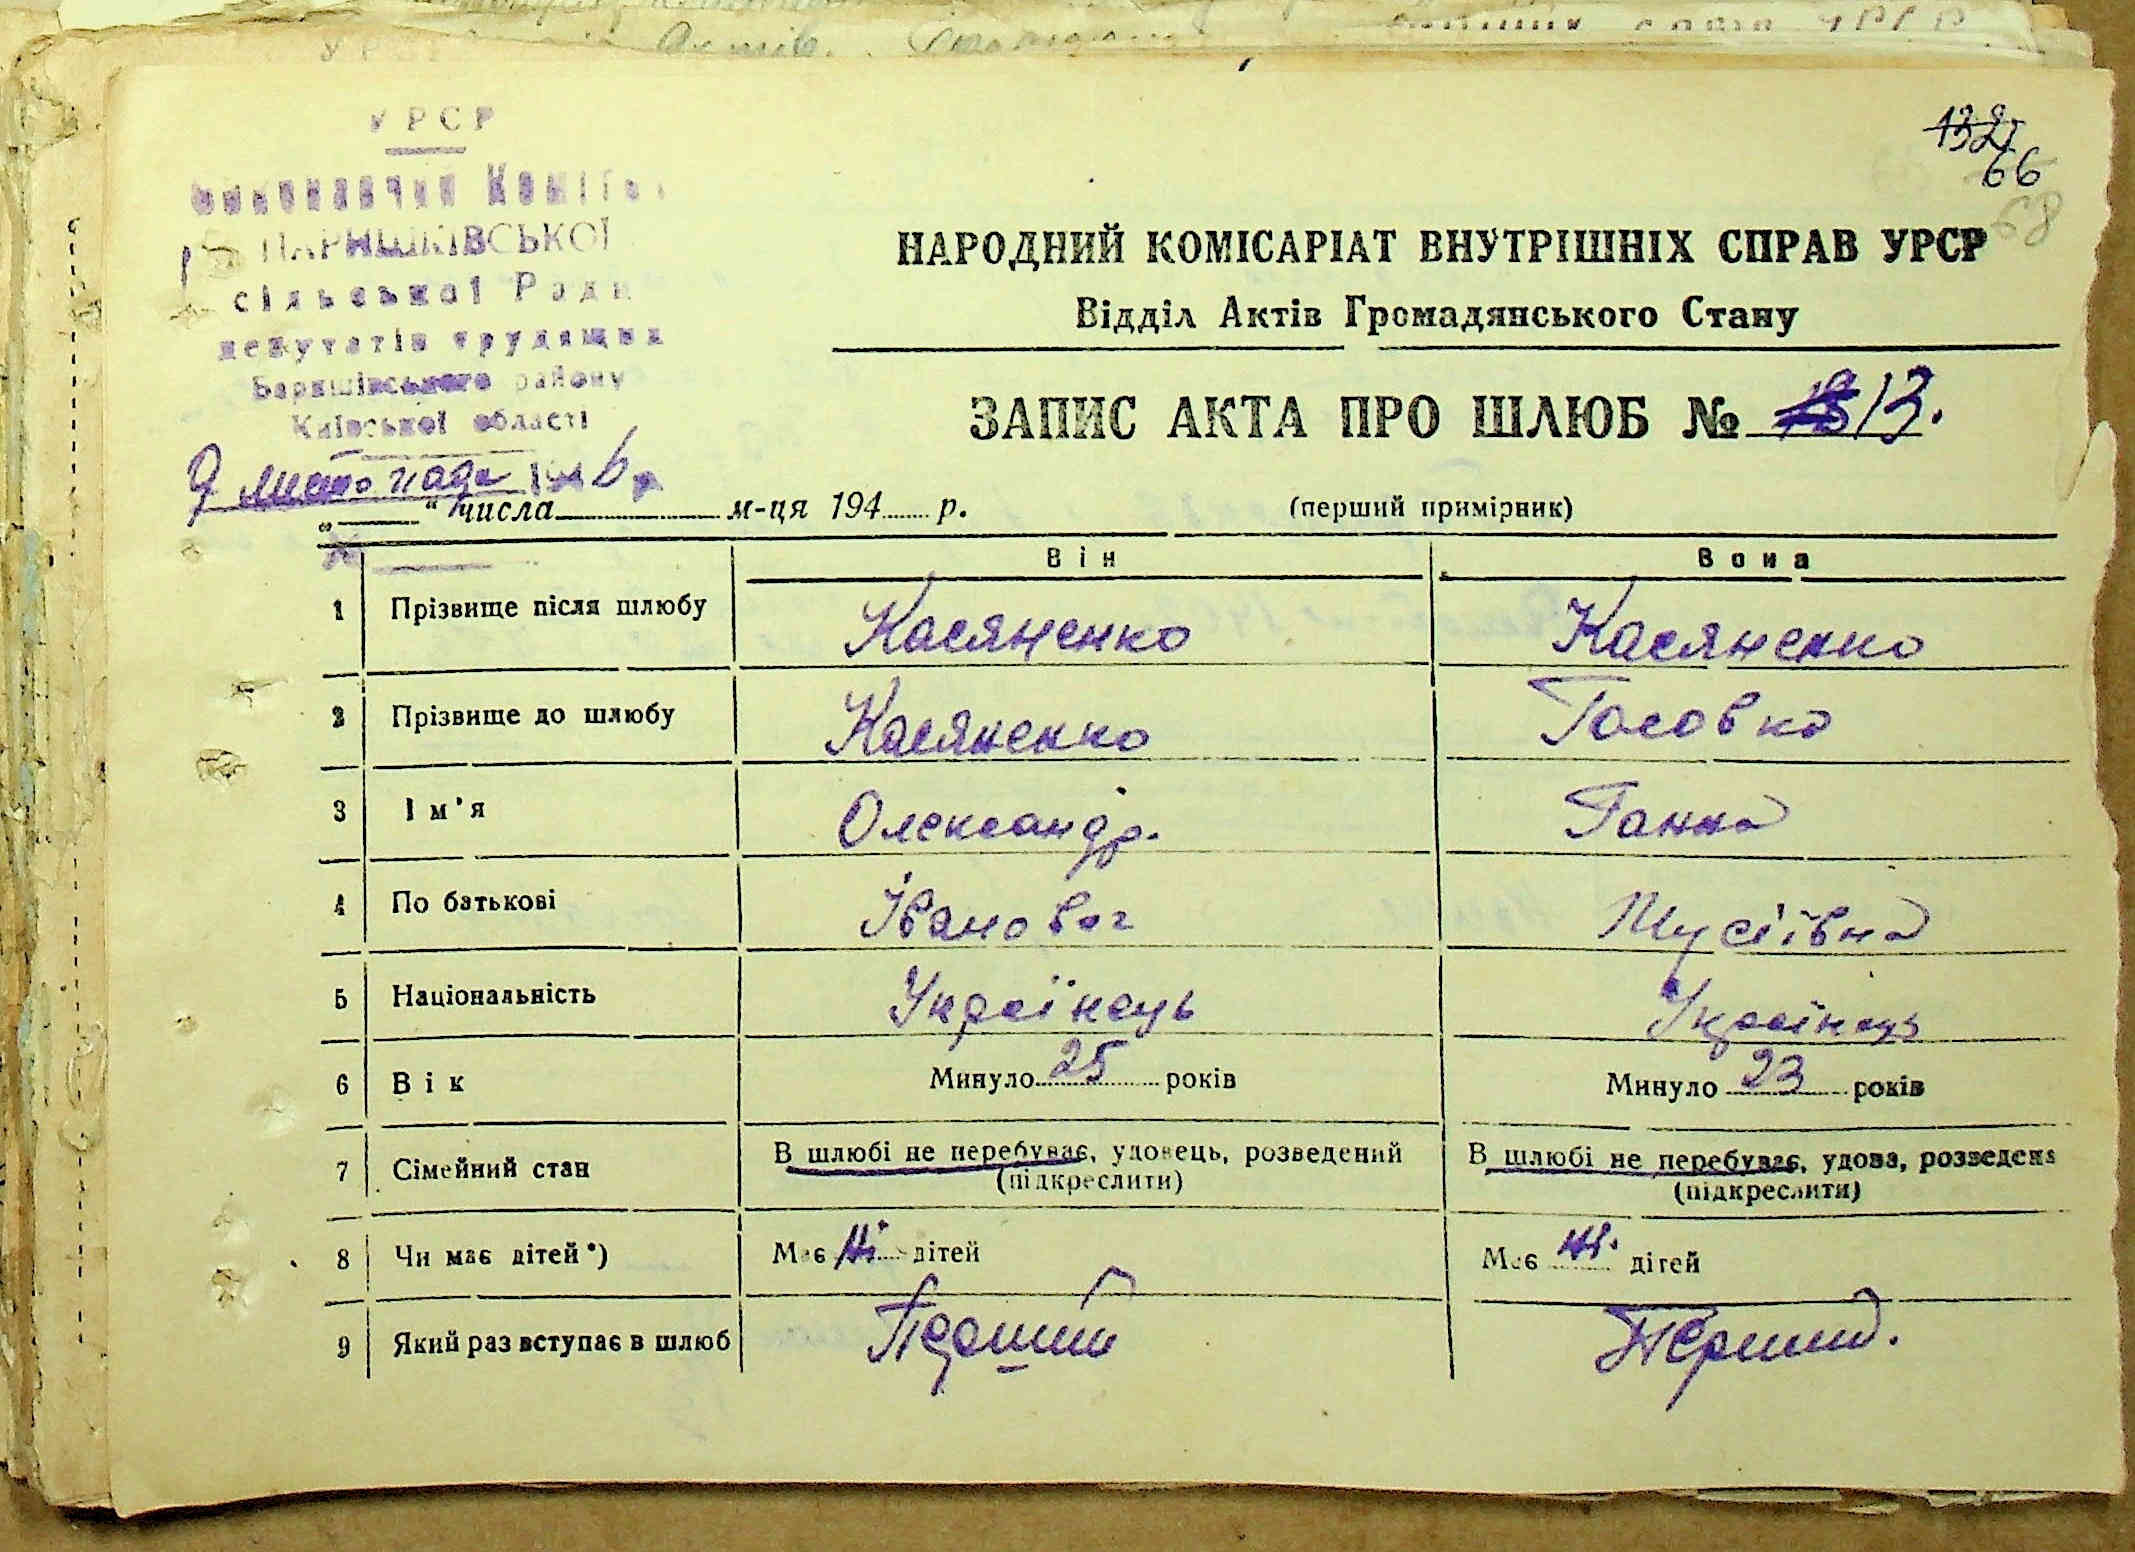 УРСР
Виконавчий Комітет
ПАРИШКІВСЬКОЇ
сільської Ради
депутатів трудящих
Баришівського району
Київської області
9 листопада 1946 р.
132
66
68
НАРОДНИЙ КОМІСАРІАТ ВНУТРІШНІХ СПРАВ УРСР
Відділ Актів Громадянського Стану
ЗАПИС АКТА ПРО ШЛЮБ № 13.
„ “ числа м-ця 194 р.
(перший примірник)
Він Вона
1 Прізвище після шлюбу Касяненко Касяненко
2 Прізвище до шлюбу Касяненко Головко
3 Ім'я Олександр. Ганна
4 По батькові Іванович Мусіївна
5 Національність Українець Українець
6 Вік Минуло 25 років Минуло 23 років
7 Сімейний стан В шлюбі не перебуває, удовець, розведений В шлюбі не перебуває, удова, розведена
(підкреслити) (підкреслити)
8 Чи має дітей*) Має ні дітей Має ні. дітей
9 Який раз вступає в шлюб Перший Перший.